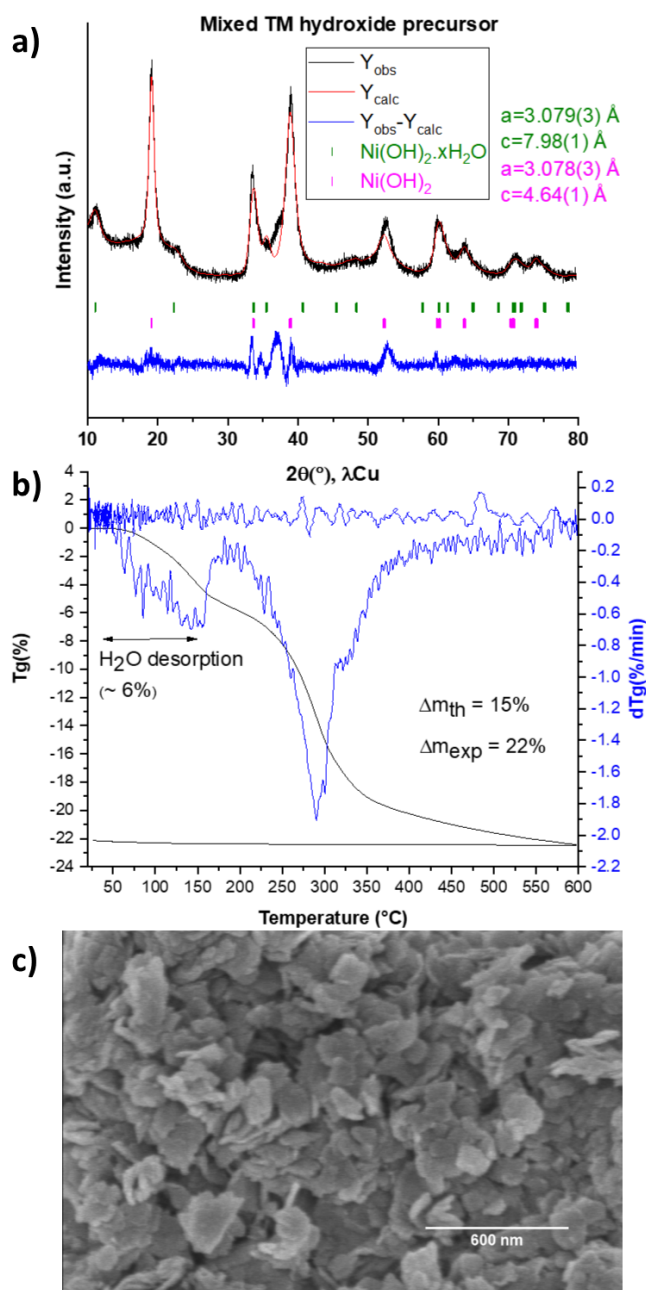 a)
Mixed TM hydroxide precursor
Y_obs
Y_calc
Y_obs-Y_calc
Ni(OH)_2.xH_2O
Ni(OH)_2
a=3.079(3) Å
c=7.98(1) Å
a=3.078(3) Å
c=4.64(1) Å
Intensity (a.u.)
10 20 30 40 50 60 70 80
2θ(°), λCu
b)
4
2
0
-2
-4
-6
-8
-10
-12
-14
-16
-18
-20
-22
-24
Tg(%)
H_2O desorption
(~ 6%)
Δm_th = 15%
Δm_exp = 22%
0.2
0.0
-0.2
-0.4
-0.6
-0.8
-1.0
-1.2
-1.4
-1.6
-1.8
-2.0
-2.2
dTg(%/min)
50 100 150 200 250 300 350 400 450 500 550 600
Temperature (°C)
c)
600 nm